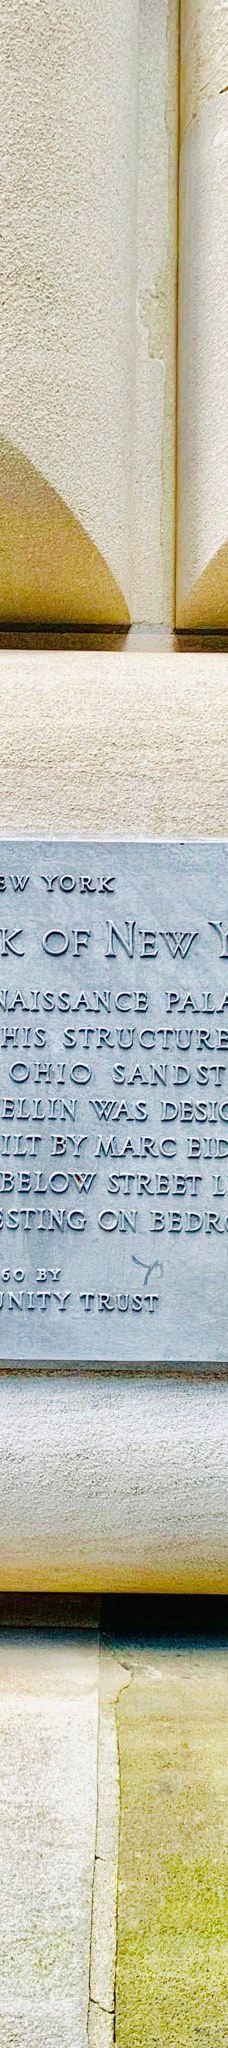 EW YORK
K OF NEW Y
NAISSANCE PALA
HIS STRUCTURE
OHIO SANDST
ELLIN WAS DESIG
ILT BY MARC EID
BELOW STREET L
STING ON BEDRO
60 BY
UNITY TRUST